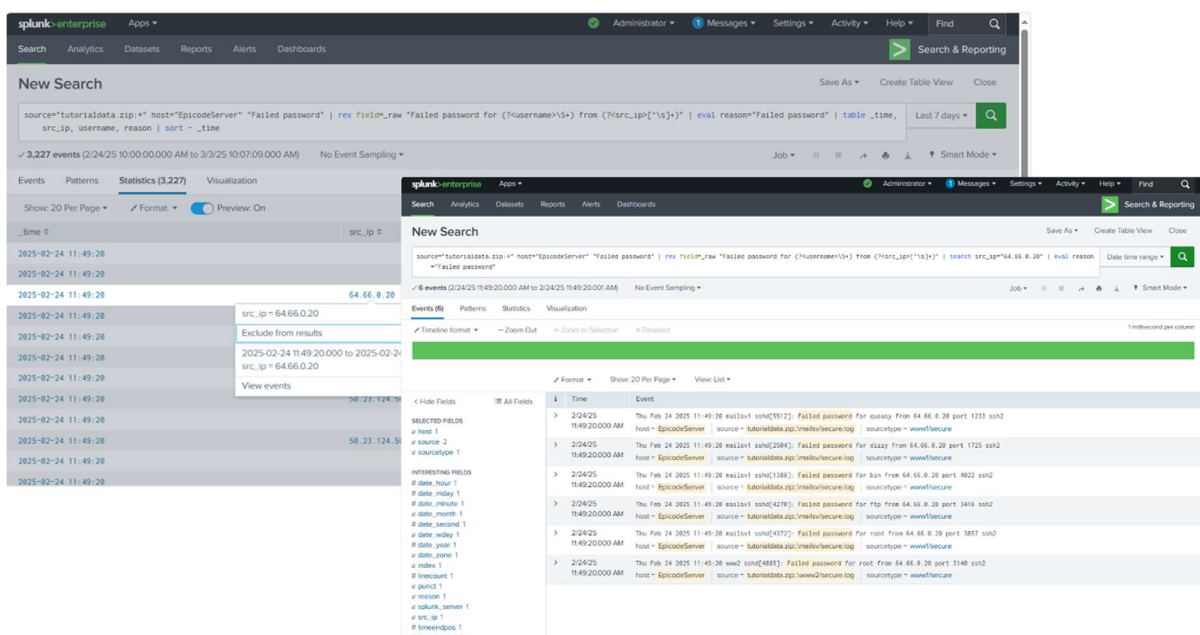 splunk>enterprise Apps
Administrator 1 Messages Settings Activity Help Find
Search Analytics Datasets Reports Alerts Dashboards
Search & Reporting
New Search
Save As Create Table View Close
source="tutorialdata.zip:*" host="EpicodeServer" "Failed password" | rex field=_raw "Failed password for (?<username>\S+) from (?<src_ip>[^\s]+)" | eval reason="Failed password" | table _time,
src_ip, username, reason | sort - _time
Last 7 days
3,227 events (2/24/25 10:00:00.000 AM to 3/3/25 10:07:09.000 AM) No Event Sampling
Job Smart Mode
Events Patterns Statistics (3,227) Visualization
Show: 20 Per Page Format Preview: On
_time src_ip
2025-02-24 11:49:20
2025-02-24 11:49:20
2025-02-24 11:49:20 64.66.0.20
2025-02-24 11:49:20
2025-02-24 11:49:20
2025-02-24 11:49:20
2025-02-24 11:49:20
2025-02-24 11:49:20 50.23.124.50
2025-02-24 11:49:20
2025-02-24 11:49:20 50.23.124.50
2025-02-24 11:49:20
2025-02-24 11:49:20
src_ip = 64.66.0.20
Exclude from results
2025-02-24 11:49:20.000 to 2025-02-24
src_ip = 64.66.0.20
View events
splunk>enterprise Apps
Administrator 1 Messages Settings Activity Help Find
Search Analytics Datasets Reports Alerts Dashboards
Search & Reporting
New Search
Save As Create Table View Close
source="tutorialdata.zip:*" host="EpicodeServer" "Failed password" | rex field=_raw "Failed password for (?<username>\S+) from (?<src_ip>[^\s]+)" | search src_ip="64.66.0.20" | eval reason
="Failed password"
Date time range
6 events (2/24/25 11:49:20.000 AM to 2/24/25 11:49:20.001 AM) No Event Sampling
Job Smart Mode
Events (6) Patterns Statistics Visualization
Timeline format — Zoom Out + Zoom to Selection × Deselect
1 millisecond per column
Format Show: 20 Per Page View: List
< Hide Fields All Fields
SELECTED FIELDS
a host 1
a source 2
a sourcetype 1
INTERESTING FIELDS
# date_hour 1
# date_mday 1
# date_minute 1
a date_month 1
# date_second 1
a date_wday 1
# date_year 1
a date_zone 1
a index 1
# linecount 1
a punct 1
a reason 1
a splunk_server 1
a src_ip 1
# timeendpos 1
i Time Event
2/24/25 Thu Feb 24 2025 11:49:20 mailsv1 sshd[5512]: Failed password for queasy from 64.66.0.20 port 1233 ssh2
11:49:20.000 AM host = EpicodeServer source = tutorialdata.zip:\mailsv/secure.log sourcetype = www1/secure
2/24/25 Thu Feb 24 2025 11:49:20 mailsv1 sshd[2504]: Failed password for dizzy from 64.66.0.20 port 1725 ssh2
11:49:20.000 AM host = EpicodeServer source = tutorialdata.zip:\mailsv/secure.log sourcetype = www1/secure
2/24/25 Thu Feb 24 2025 11:49:20 mailsv1 sshd[1388]: Failed password for bin from 64.66.0.20 port 4022 ssh2
11:49:20.000 AM host = EpicodeServer source = tutorialdata.zip:\mailsv/secure.log sourcetype = www1/secure
2/24/25 Thu Feb 24 2025 11:49:20 mailsv1 sshd[4270]: Failed password for ftp from 64.66.0.20 port 3416 ssh2
11:49:20.000 AM host = EpicodeServer source = tutorialdata.zip:\mailsv/secure.log sourcetype = www1/secure
2/24/25 Thu Feb 24 2025 11:49:20 mailsv1 sshd[4372]: Failed password for root from 64.66.0.20 port 3857 ssh2
11:49:20.000 AM host = EpicodeServer source = tutorialdata.zip:\mailsv/secure.log sourcetype = www1/secure
2/24/25 Thu Feb 24 2025 11:49:20 www2 sshd[4885]: Failed password for root from 64.66.0.20 port 3140 ssh2
11:49:20.000 AM host = EpicodeServer source = tutorialdata.zip:\www2/secure.log sourcetype = www1/secure